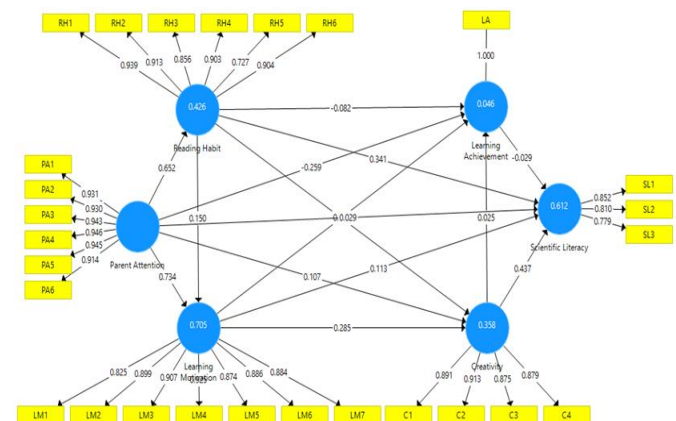 RH1
RH2
RH3
RH4
RH5
RH6
LA
0.939
0.913
0.856
0.903
0.727
0.904
1.000
0.426
Reading Habit
-0.082
0.046
Learning
Achievement
PA1
PA2
PA3
PA4
PA5
PA6
0.931
0.930
0.943
0.946
0.945
0.914
0.652
-0.259
0.341
-0.029
Parent Attention
0.150
0.029
0.025
0.612
Scientific Literacy
0.852
0.810
0.779
SL1
SL2
SL3
0.734
0.107
0.113
0.437
0.705
Learning
Motivation
0.285
0.358
Creativity
0.825
0.899
0.907
0.874
0.886
0.884
0.891
0.913
0.875
0.879
LM1
LM2
LM3
LM4
LM5
LM6
LM7
C1
C2
C3
C4